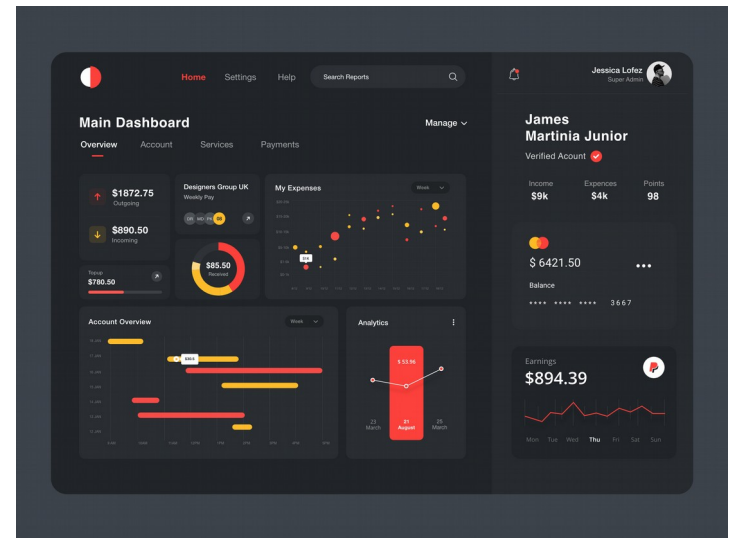 Home
Settings
Help
Search Reports
Jessica Lofez
Super Admin
Main Dashboard
Manage
Overview
Account
Services
Payments
$1872.75
Outgoing
$890.50
Incoming
Topup
$780.50
Designers Group UK
Weekly Pay
$85.50
Received
My Expenses
Week
$1K
Account Overview
Week
Analytics
$ 53.96
23
March
01
August
25
March
James
Martinia Junior
Verified Acount
Income
Expences
Points
$9k
$4k
98
$ 6421.50
Balance
**** **** **** 3667
Earnings
$894.39
Mon Tue Wed Thu Fri Sat Sun